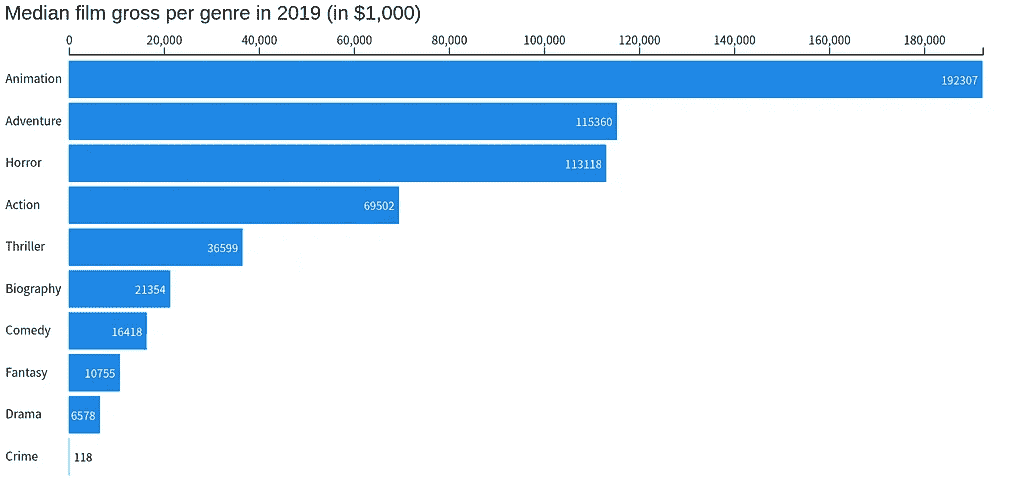 Median film gross per genre in 2019 (in $1,000)
0 20,000 40,000 60,000 80,000 100,000 120,000 140,000 160,000 180,000
Animation 192307
Adventure 115360
Horror 113118
Action 69502
Thriller 36599
Biography 21354
Comedy 16418
Fantasy 10755
Drama 6578
Crime 118